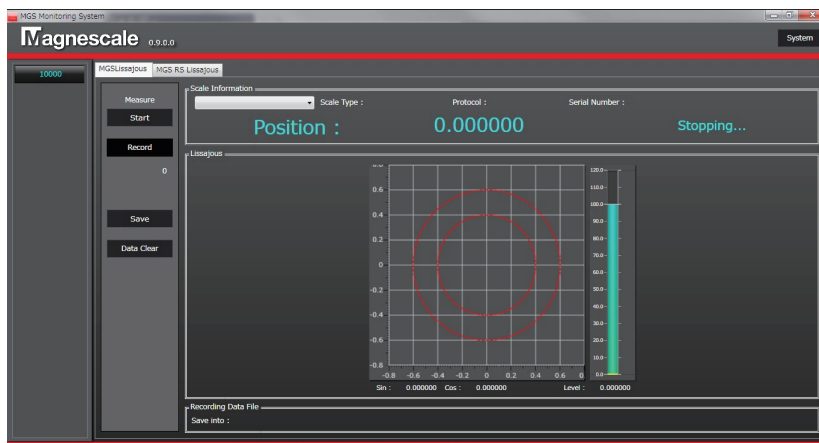 MGS Monitoring System
Magnescale 0.9.0.0
System
10000
MGSLissajous MGS RS Lissajous
Measure
Start
Record
0
Save
Data Clear
Scale Information
Scale Type : Protocol : Serial Number :
Position : 0.000000 Stopping...
Lissajous
0.6
0.4
0.2
0
-0.2
-0.4
-0.6
-0.8
-0.8 -0.6 -0.4 -0.2 0 0.2 0.4 0.6
120.0
110.0
100.0
90.0
80.0
70.0
60.0
50.0
40.0
30.0
20.0
10.0
0.0
Sin : 0.000000 Cos : 0.000000 Level : 0.000000
Recording Data File
Save into :